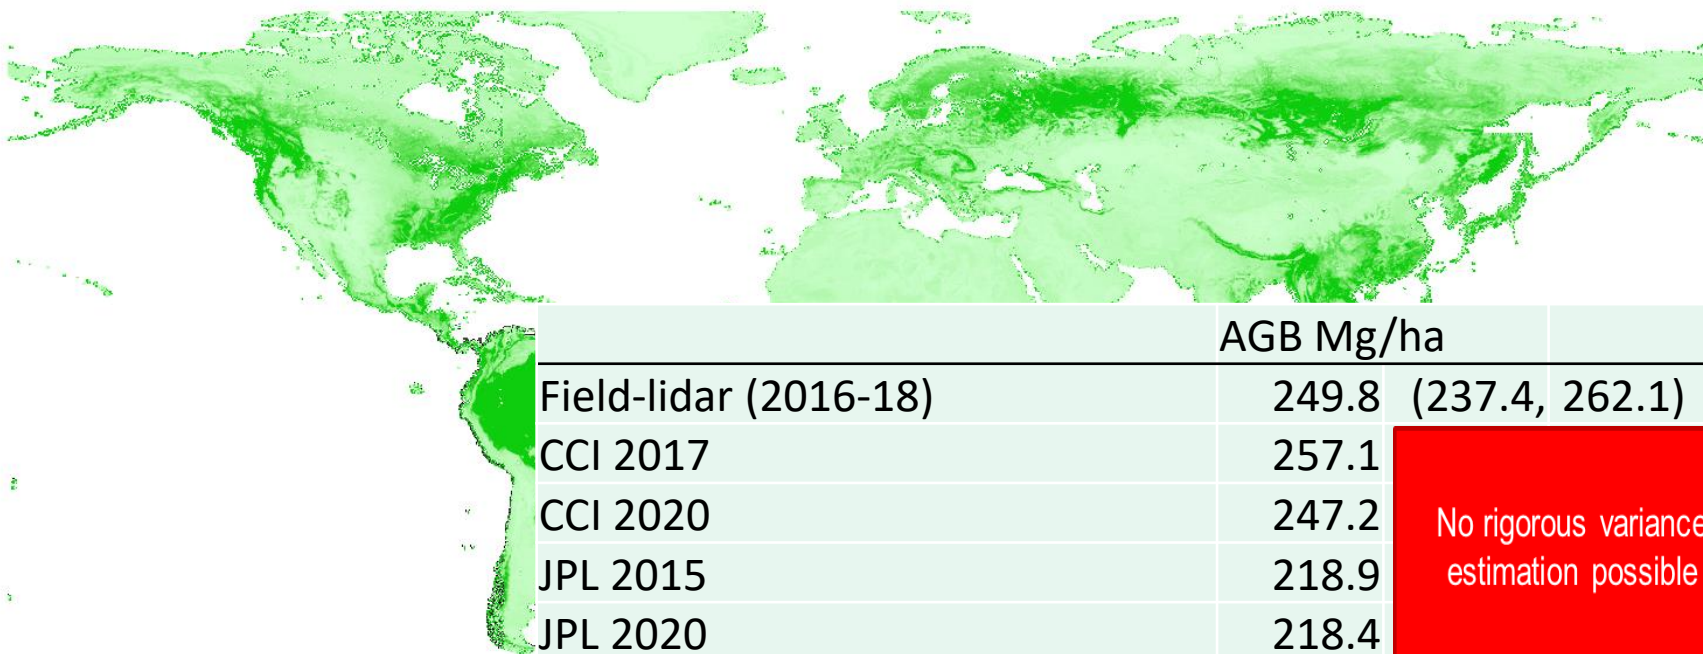 AGB Mg/ha
Field-lidar (2016-18) 249.8 (237.4, 262.1)
CCI 2017 257.1
CCI 2020 247.2
JPL 2015 218.9
JPL 2020 218.4
No rigorous variance
estimation possible